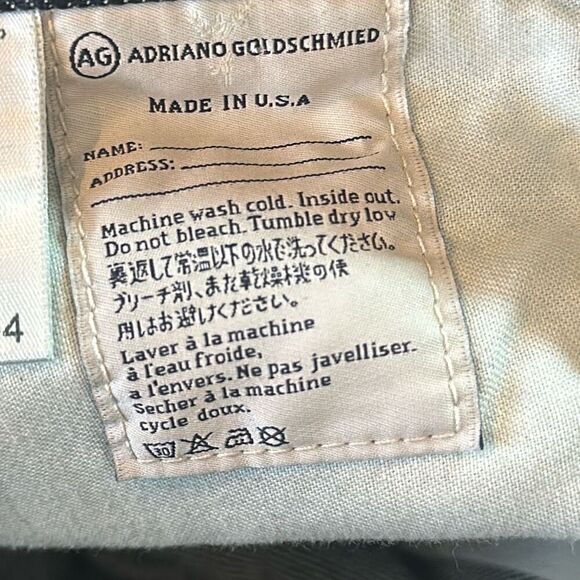 AG ADRIANO GOLDSCHMIED
MADE IN U.S.A
NAME:
ADDRESS:
Machine wash cold. Inside out.
Do not bleach. Tumble dry low
裏返しで常温以下の水で洗ってください。
ブリーチ剤、また乾燥機の使
用はお避けください。
Laver à la machine
à l'eau froide,
a l'envers. Ne pas javelliser.
Secher à la machine
cycle doux.
30
4